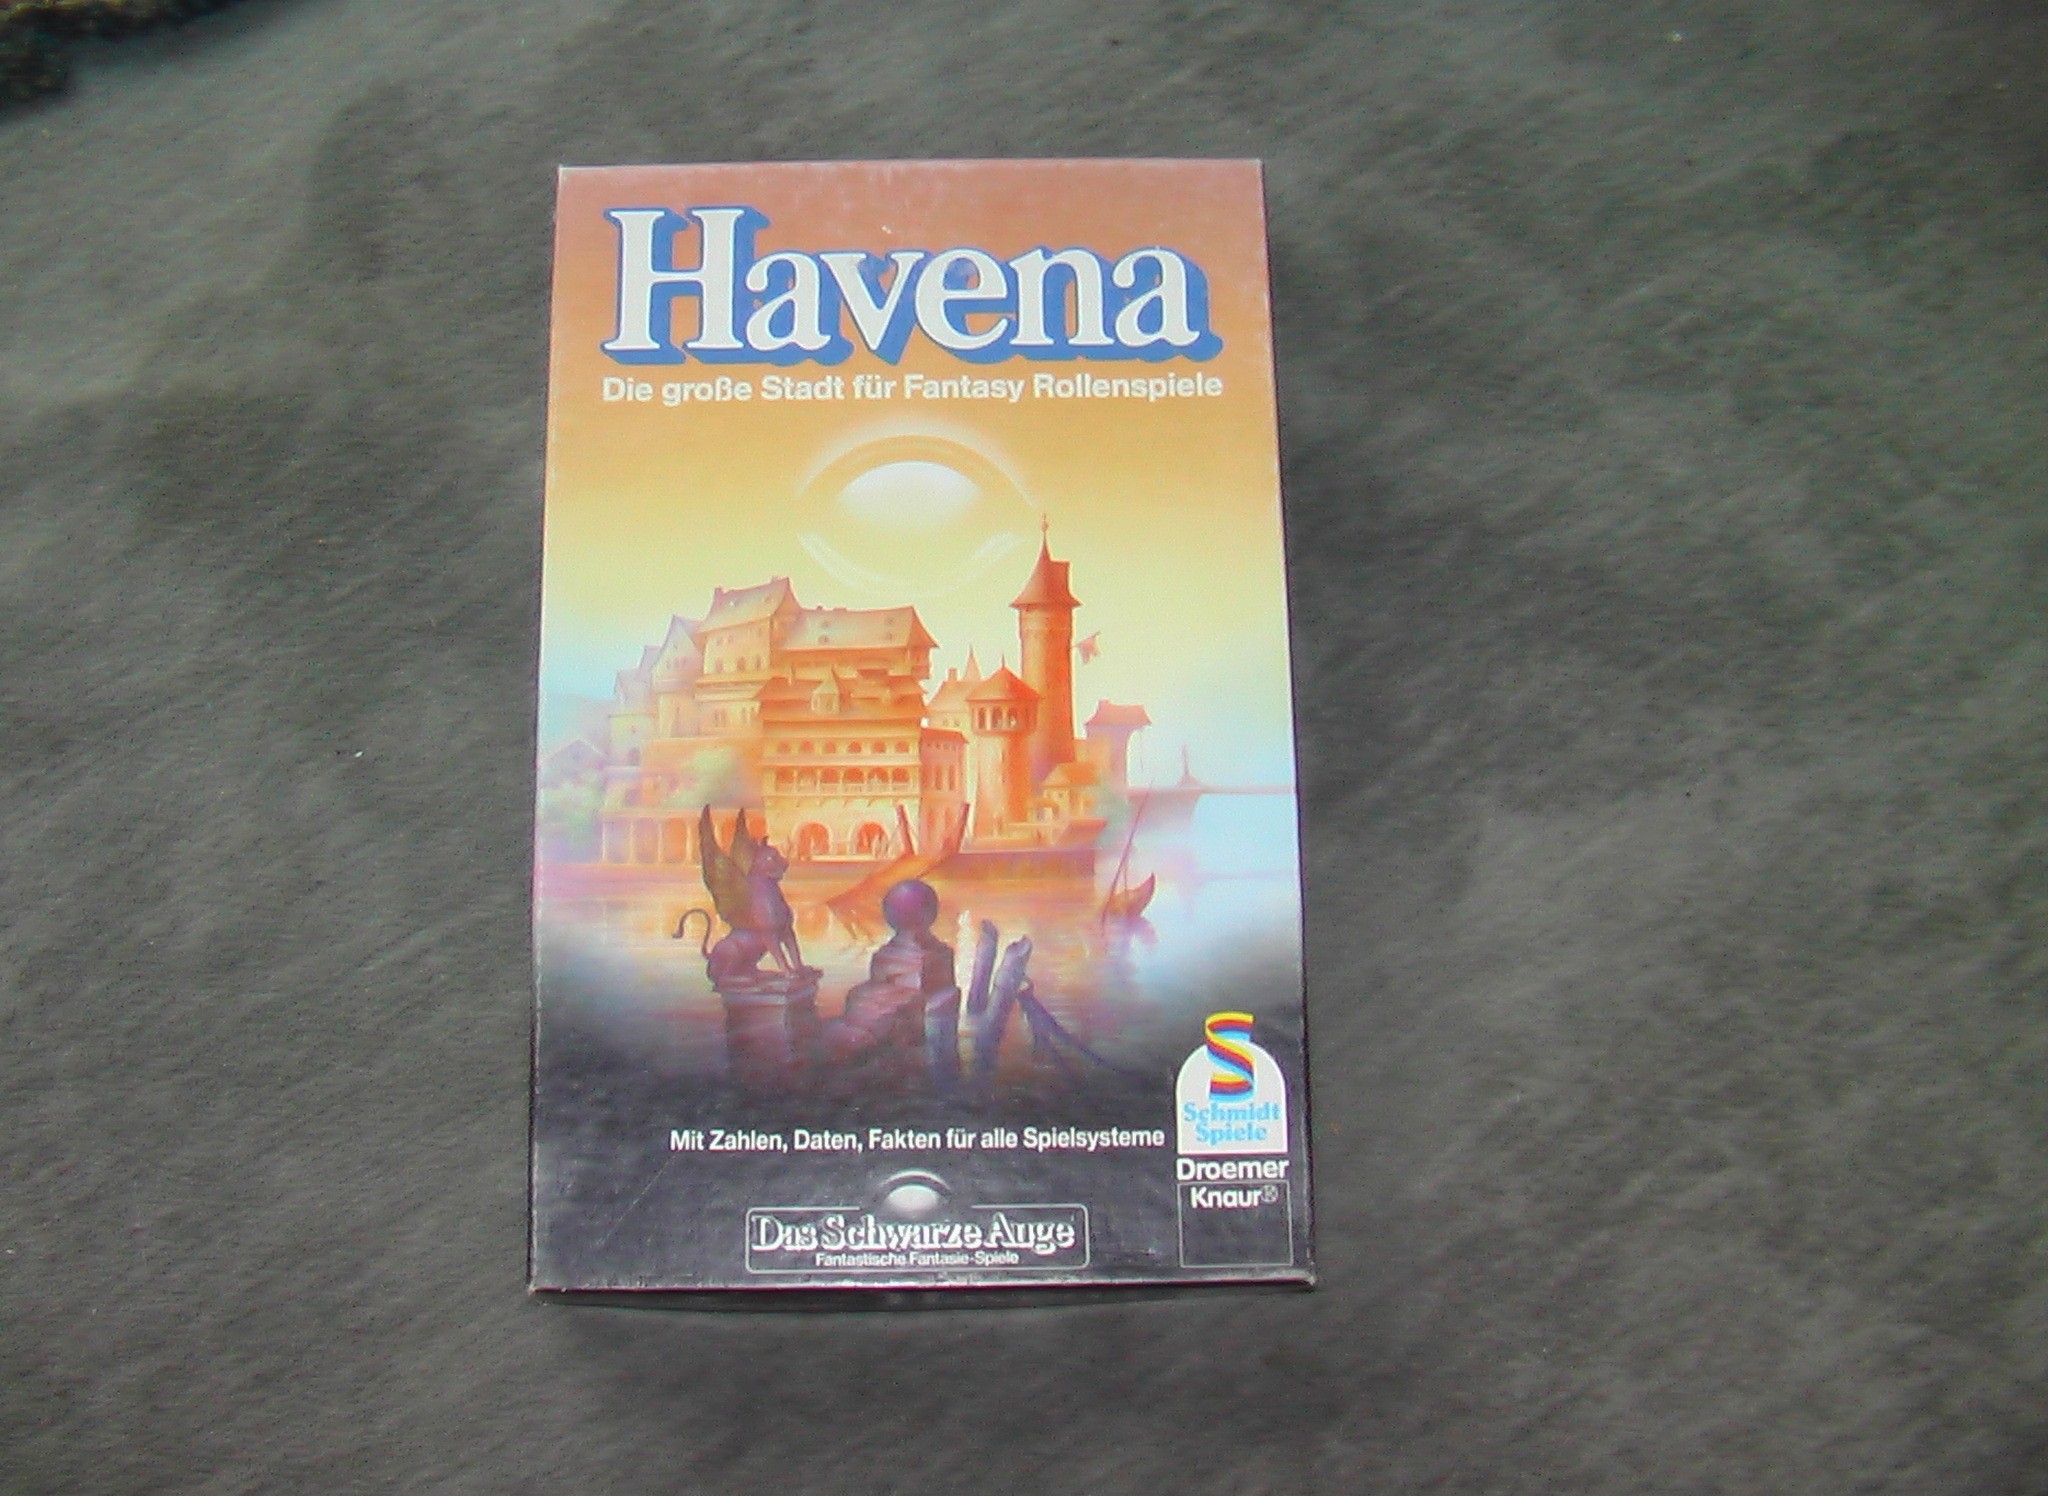 Havena
Die große Stadt für Fantasy Rollenspiele
Mit Zahlen, Daten, Fakten für alle Spielsysteme
S
Schmidt
Spiele
Droemer
Knaur®
Das Schwarze Auge
Fantastische Fantasie-Spiele